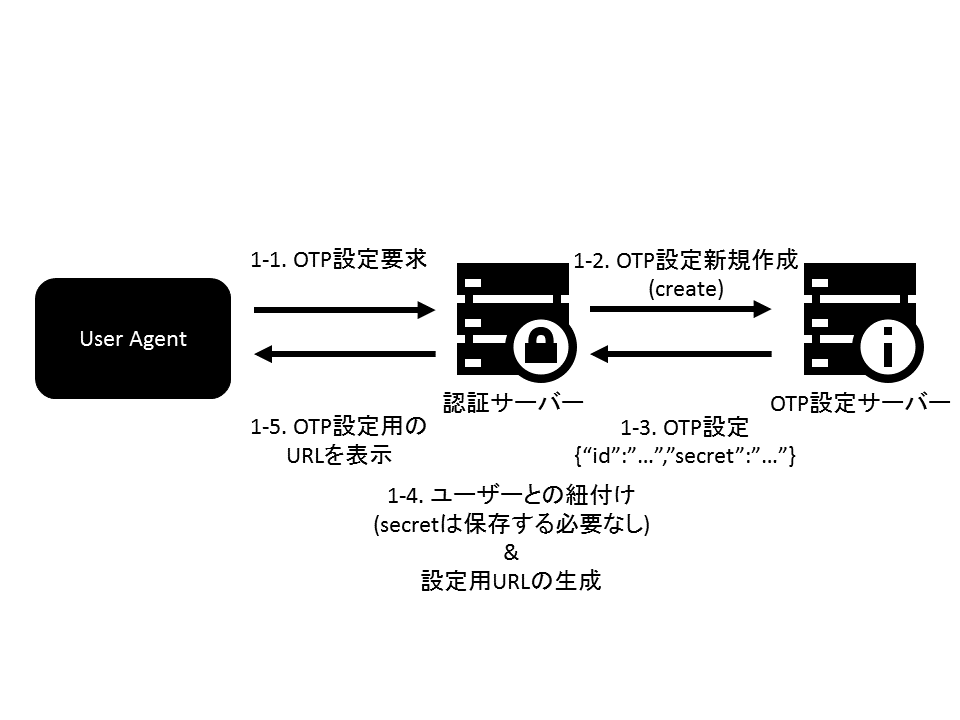 1-1. OTP設定要求
1-2. OTP設定新規作成
(create)
User Agent
認証サーバー
OTP設定サーバー
1-5. OTP設定用の
URLを表示
1-3. OTP設定
{“id”:”...”,”secret”:”...”}
1-4. ユーザーとの紐付け
(secretは保存する必要なし)
&
設定用URLの生成